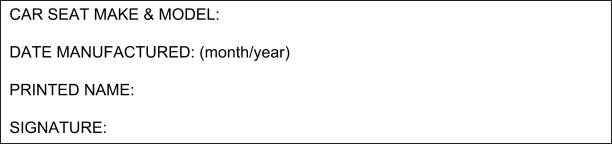 CAR SEAT MAKE & MODEL:
DATE MANUFACTURED: (month/year)
PRINTED NAME:
SIGNATURE: